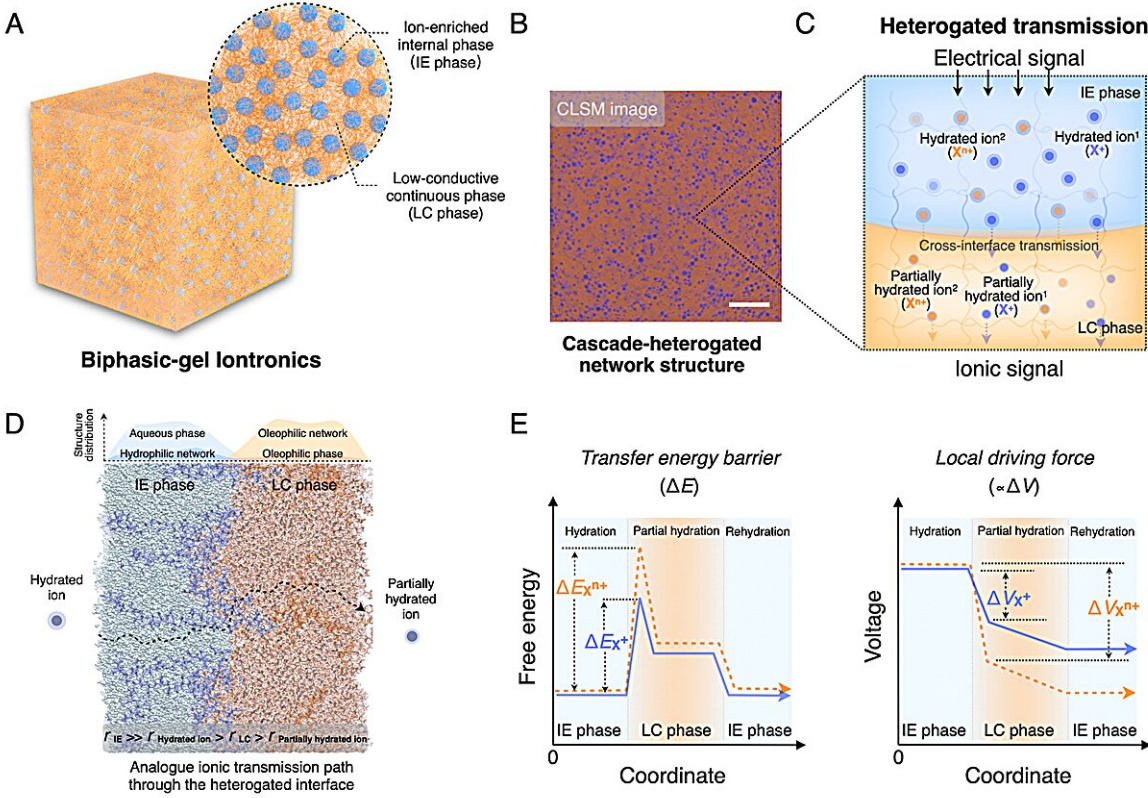 A
Ion-enriched
internal phase
(IE phase)
Low-conductive
continuous phase
(LC phase)
Biphasic-gel Iontronics
B
CLSM image
Cascade-heterogated
network structure
C
Heterogated transmission
Electrical signal
IE phase
Hydrated ion²
(Xⁿ⁺)
Hydrated ion¹
(X⁺)
Cross-interface transmission
Partially
hydrated ion²
(Xⁿ⁺)
Partially
hydrated ion¹
(X⁺)
LC phase
Ionic signal
D
Structure
distribution
Aqueous phase
Hydrophilic network
Oleophilic network
Oleophilic phase
IE phase
LC phase
Hydrated
ion
Partially
hydrated
ion
r IE >> r Hydrated ion > r LC > r Partially hydrated ion
Analogue ionic transmission path
through the heterogated interface
E
Transfer energy barrier
(ΔE)
Hydration
Partial hydration
Rehydration
ΔE Xⁿ⁺
ΔE X⁺
Free energy
IE phase
LC phase
IE phase
0
Coordinate
Local driving force
(∝ΔV)
Hydration
Partial hydration
Rehydration
ΔV X⁺
ΔV Xⁿ⁺
Voltage
IE phase
LC phase
IE phase
0
Coordinate